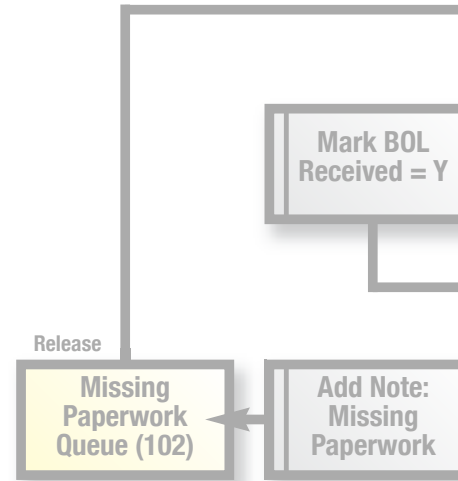 Mark BOL
Received = Y
Release
Missing
Paperwork
Queue (102)
Add Note:
Missing
Paperwork